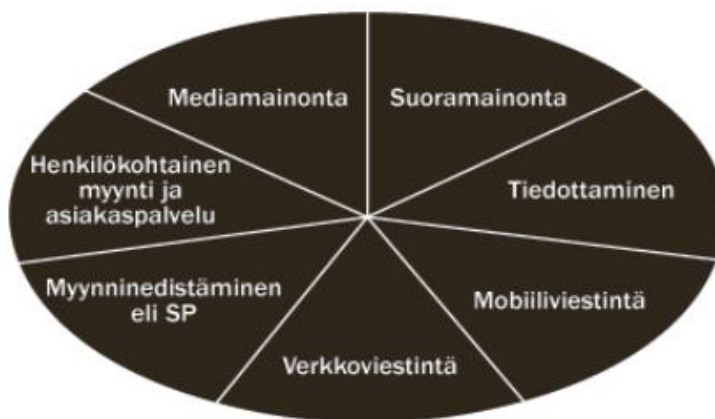 Mediamainonta
Suoramainonta
Henkilökohtainen
myynti ja
asiakaspalvelu
Tiedottaminen
Myynninedistäminen
eli SP
Mobiiliviestintä
Verkkoviestintä